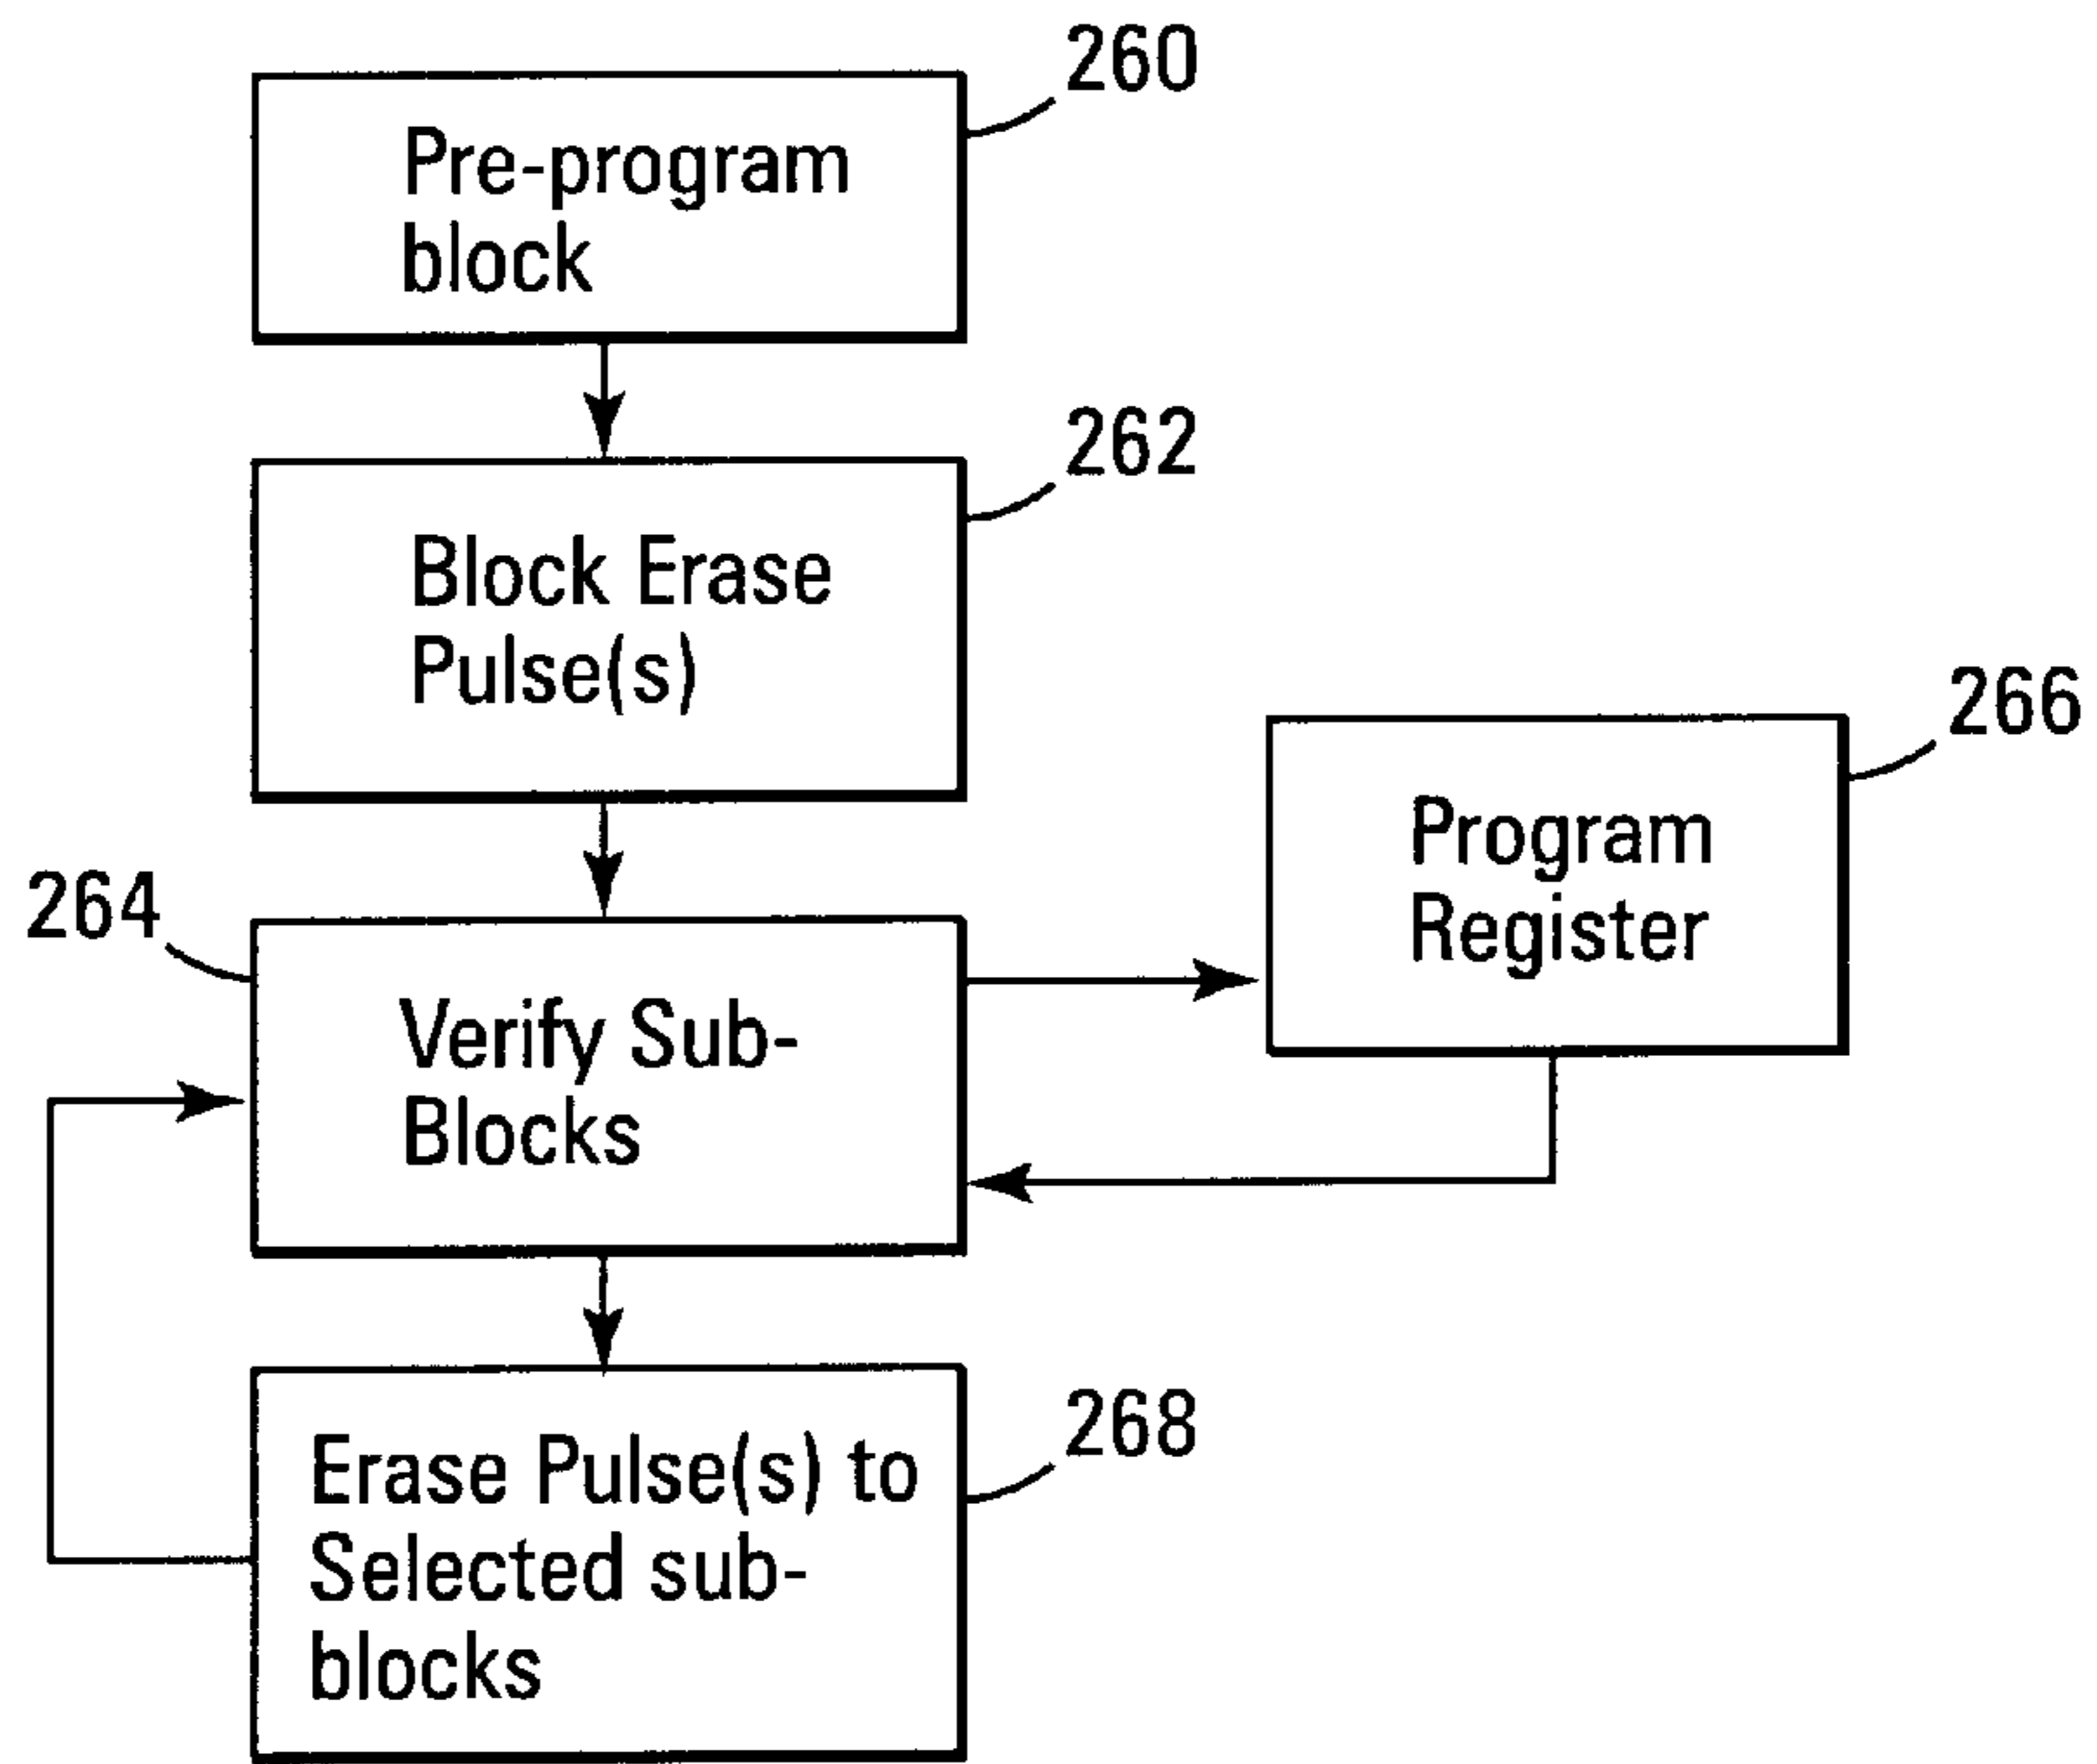 260
Pre-program
block
262
Block Erase
Pulse(s)
266
Program
Register
264
Verify Sub-
Blocks
268
Erase Pulse(s) to
Selected sub-
blocks